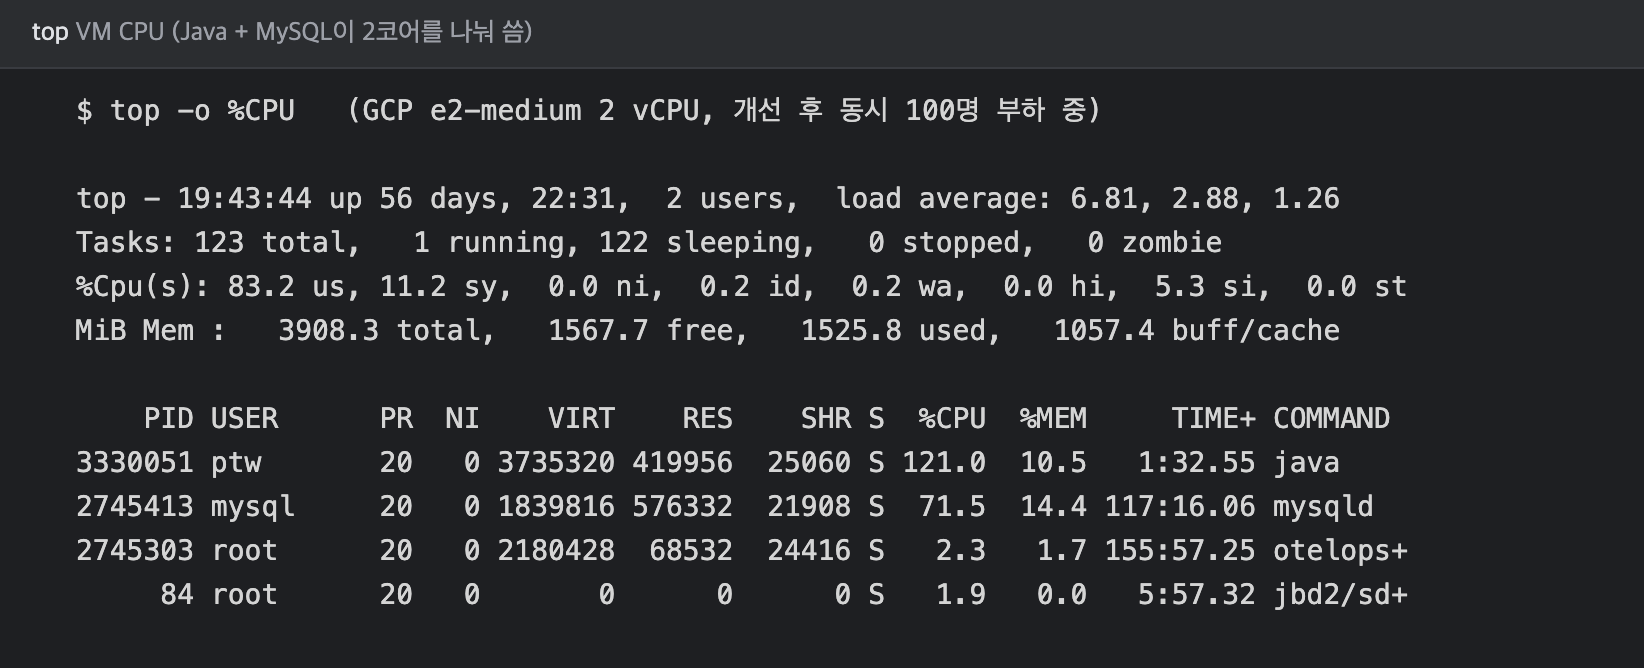 top VM CPU (Java + MySQL이 2코어를 나눠 씀)
$ top -o %CPU   (GCP e2-medium 2 vCPU, 개선 후 동시 100명 부하 중)
top - 19:43:44 up 56 days, 22:31,  2 users,  load average: 6.81, 2.88, 1.26
Tasks: 123 total,   1 running, 122 sleeping,   0 stopped,   0 zombie
%Cpu(s): 83.2 us, 11.2 sy,  0.0 ni,  0.2 id,  0.2 wa,  0.0 hi,  5.3 si,  0.0 st
MiB Mem :   3908.3 total,   1567.7 free,   1525.8 used,   1057.4 buff/cache
    PID USER      PR  NI    VIRT    RES    SHR S  %CPU  %MEM     TIME+ COMMAND
3330051 ptw       20   0 3735320 419956  25060 S 121.0  10.5   1:32.55 java
2745413 mysql     20   0 1839816 576332  21908 S  71.5  14.4 117:16.06 mysqld
2745303 root      20   0 2180428  68532  24416 S   2.3   1.7 155:57.25 otelops+
     84 root      20   0       0      0      0 S   1.9   0.0   5:57.32 jbd2/sd+